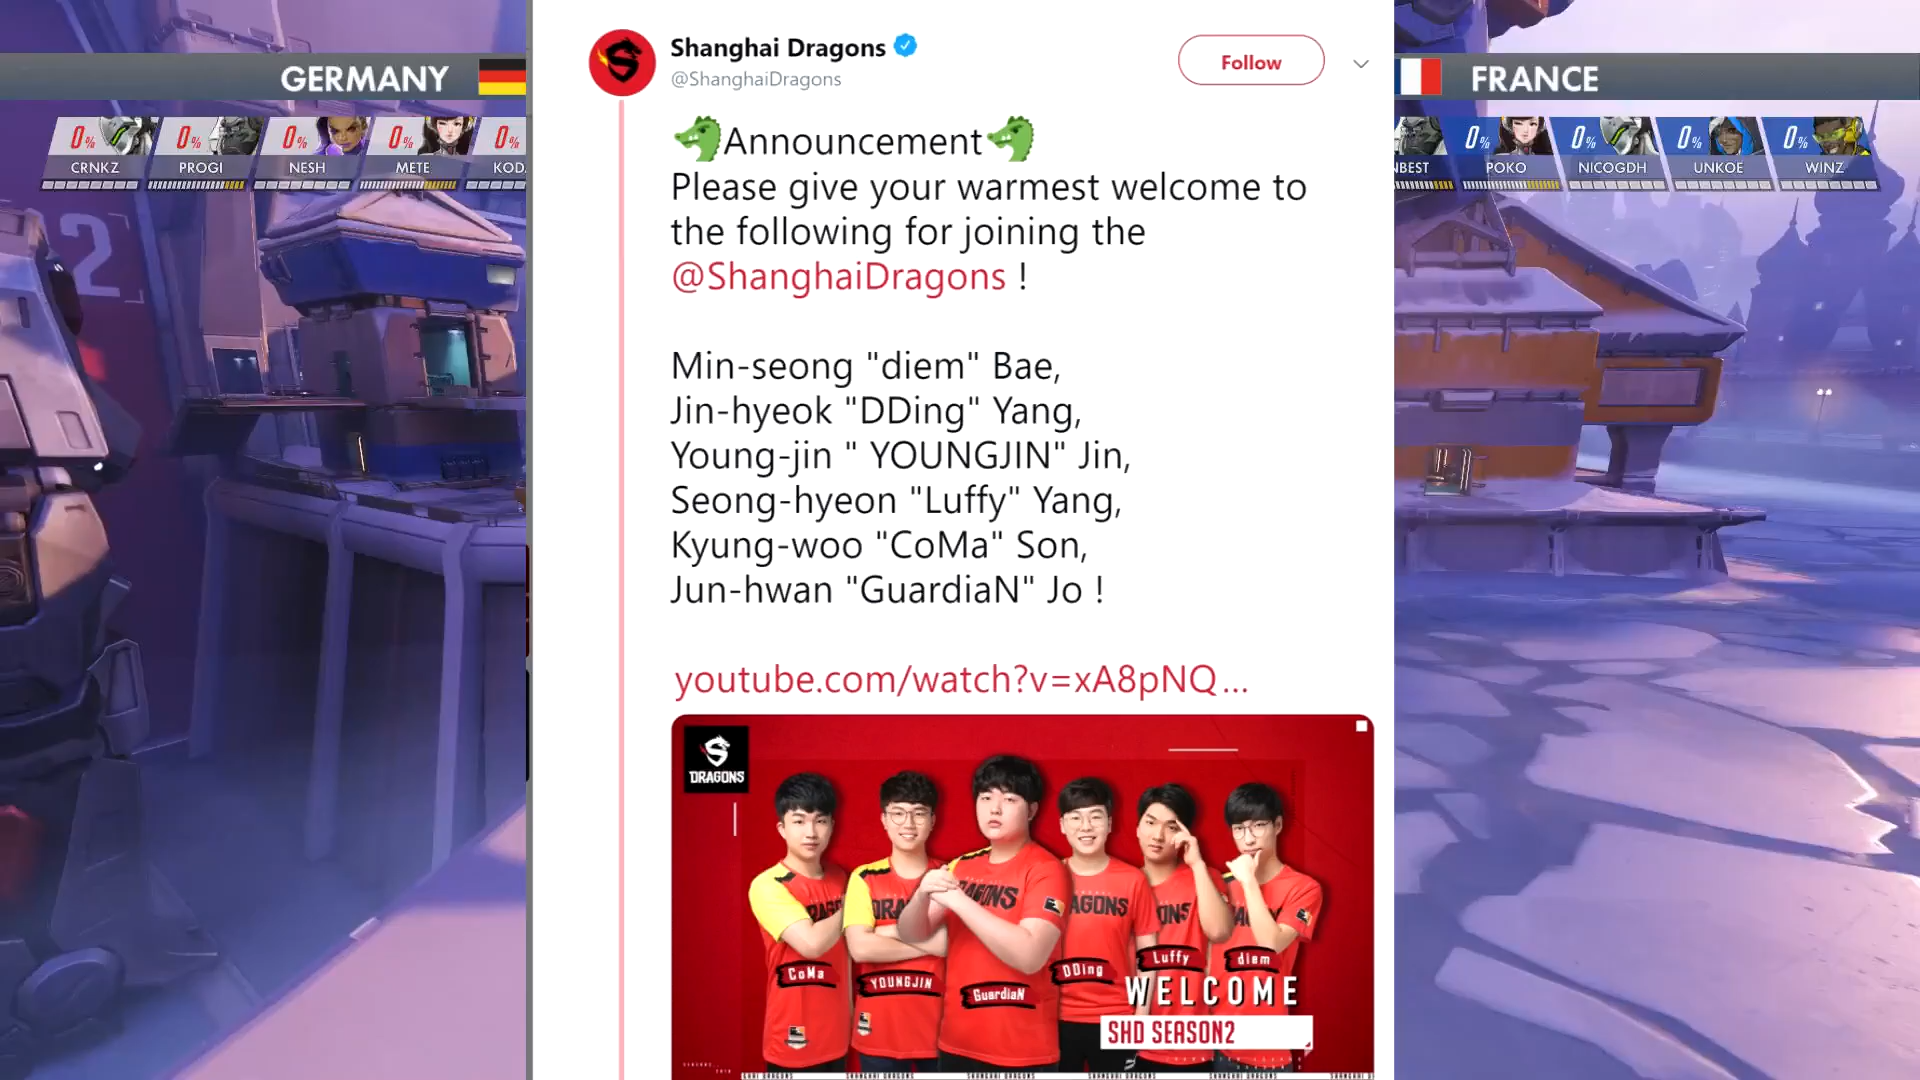 Shanghai Dragons
@ShanghaiDragons
Follow
GERMANY
FRANCE
0% 0% 0% 0% 0%
CRNKZ PROGI NESH METE KOD
0% 0% 0% 0%
NBEST POKO NICOGDH UNKOE WINZ
2
Announcement
Please give your warmest welcome to
the following for joining the
@ShanghaiDragons !
Min-seong "diem" Bae,
Jin-hyeok "DDing" Yang,
Young-jin " YOUNGJIN" Jin,
Seong-hyeon "Luffy" Yang,
Kyung-woo "CoMa" Son,
Jun-hwan "GuardiaN" Jo !
youtube.com/watch?v=xA8pNQ...
DRAGONS
CoMa
YOUNGJIN
GuardiaN
DDing
Luffy
diem
WELCOME
SHD SEASON2